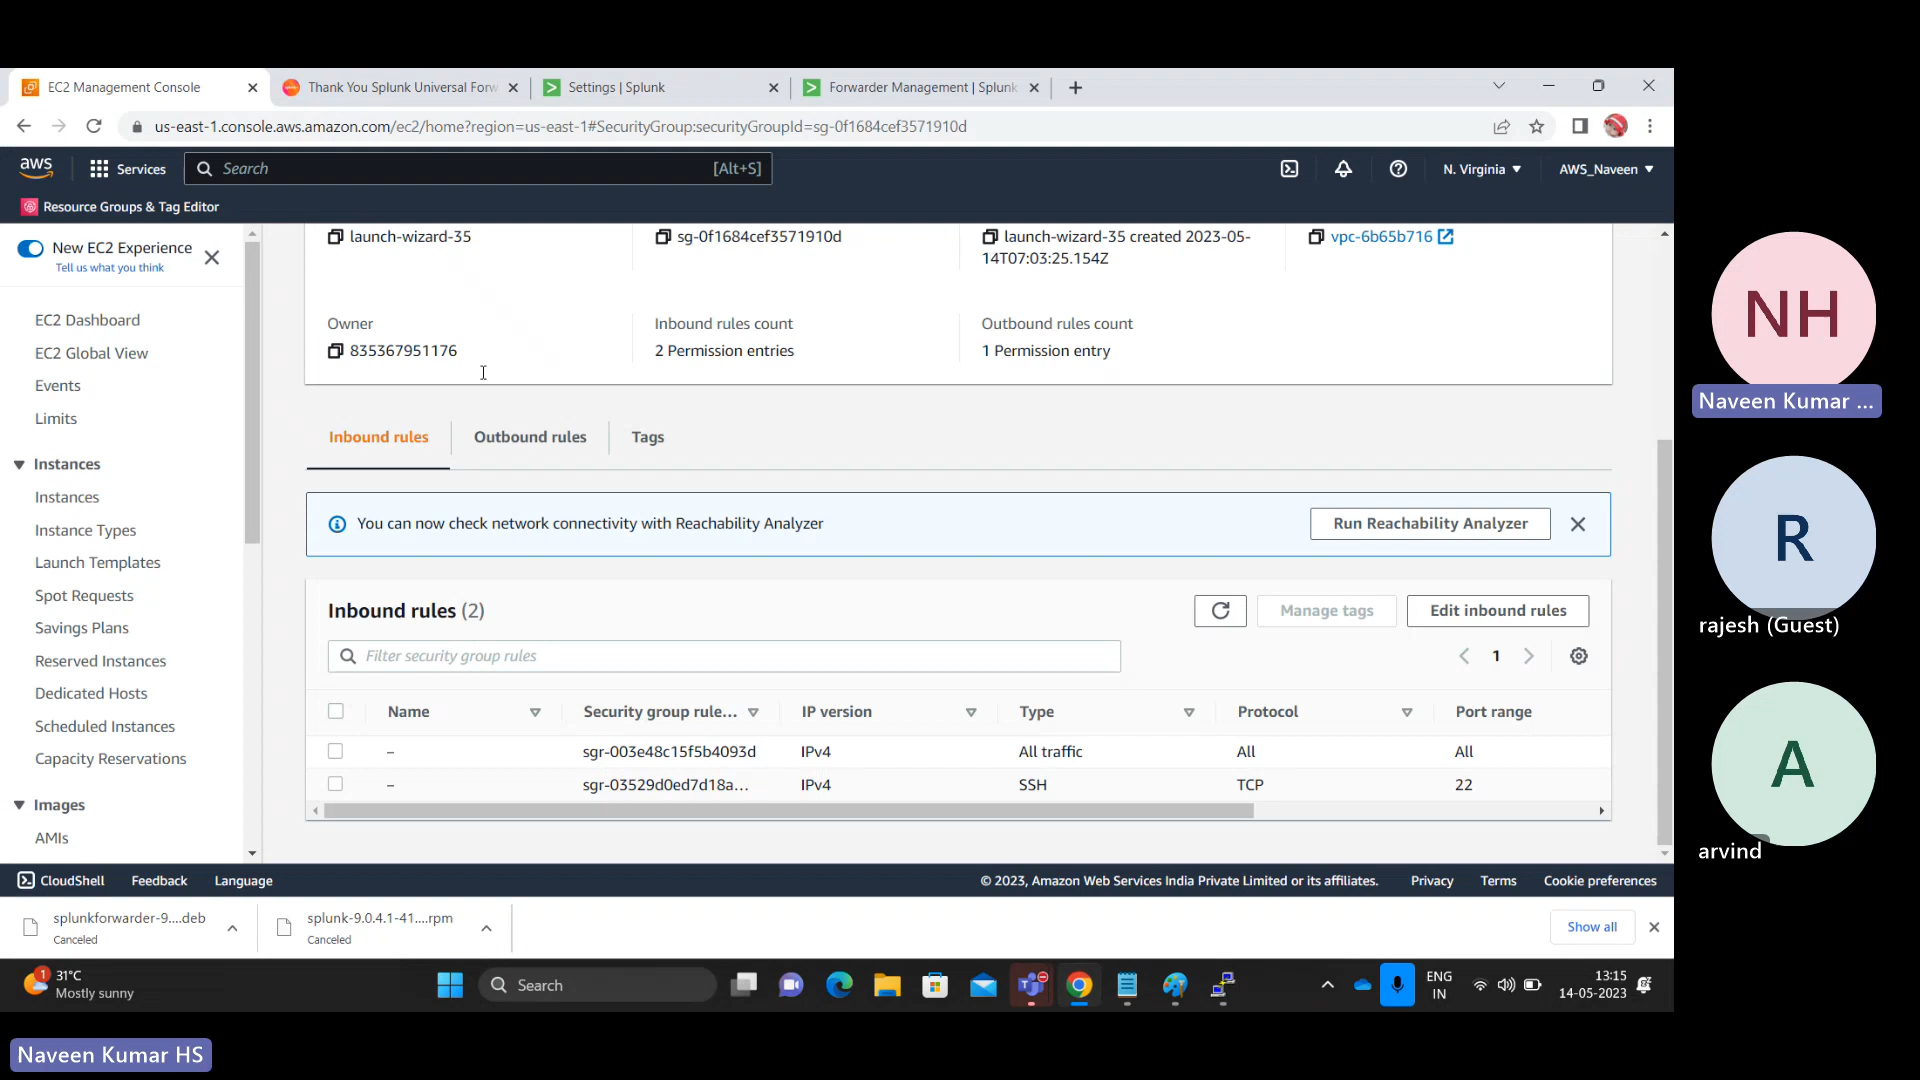 EC2 Management Console
Thank You Splunk Universal Forw
Settings | Splunk
Forwarder Management | Splunk
us-east-1.console.aws.amazon.com/ec2/home?region=us-east-1#SecurityGroup:securityGroupId=sg-0f1684cef3571910d
aws
Services
Search
[Alt+S]
N. Virginia
AWS_Naveen
Resource Groups & Tag Editor
New EC2 Experience
Tell us what you think
EC2 Dashboard
EC2 Global View
Events
Limits
Instances
Instances
Instance Types
Launch Templates
Spot Requests
Savings Plans
Reserved Instances
Dedicated Hosts
Scheduled Instances
Capacity Reservations
Images
AMIs
launch-wizard-35
sg-0f1684cef3571910d
launch-wizard-35 created 2023-05-
14T07:03:25.154Z
vpc-6b65b716
Owner
835367951176
Inbound rules count
2 Permission entries
Outbound rules count
1 Permission entry
Inbound rules
Outbound rules
Tags
You can now check network connectivity with Reachability Analyzer
Run Reachability Analyzer
Inbound rules (2)
Manage tags
Edit inbound rules
Filter security group rules
1
Name
Security group rule...
IP version
Type
Protocol
Port range
–
sgr-003e48c15f5b4093d
IPv4
All traffic
All
All
–
sgr-03529d0ed7d18a...
IPv4
SSH
TCP
22
CloudShell
Feedback
Language
© 2023, Amazon Web Services India Private Limited or its affiliates.
Privacy
Terms
Cookie preferences
splunkforwarder-9....deb
Canceled
splunk-9.0.4.1-41....rpm
Canceled
Show all
1
31°C
Mostly sunny
Search
ENG
IN
13:15
14-05-2023
NH
Naveen Kumar ...
R
rajesh (Guest)
A
arvind
Naveen Kumar HS